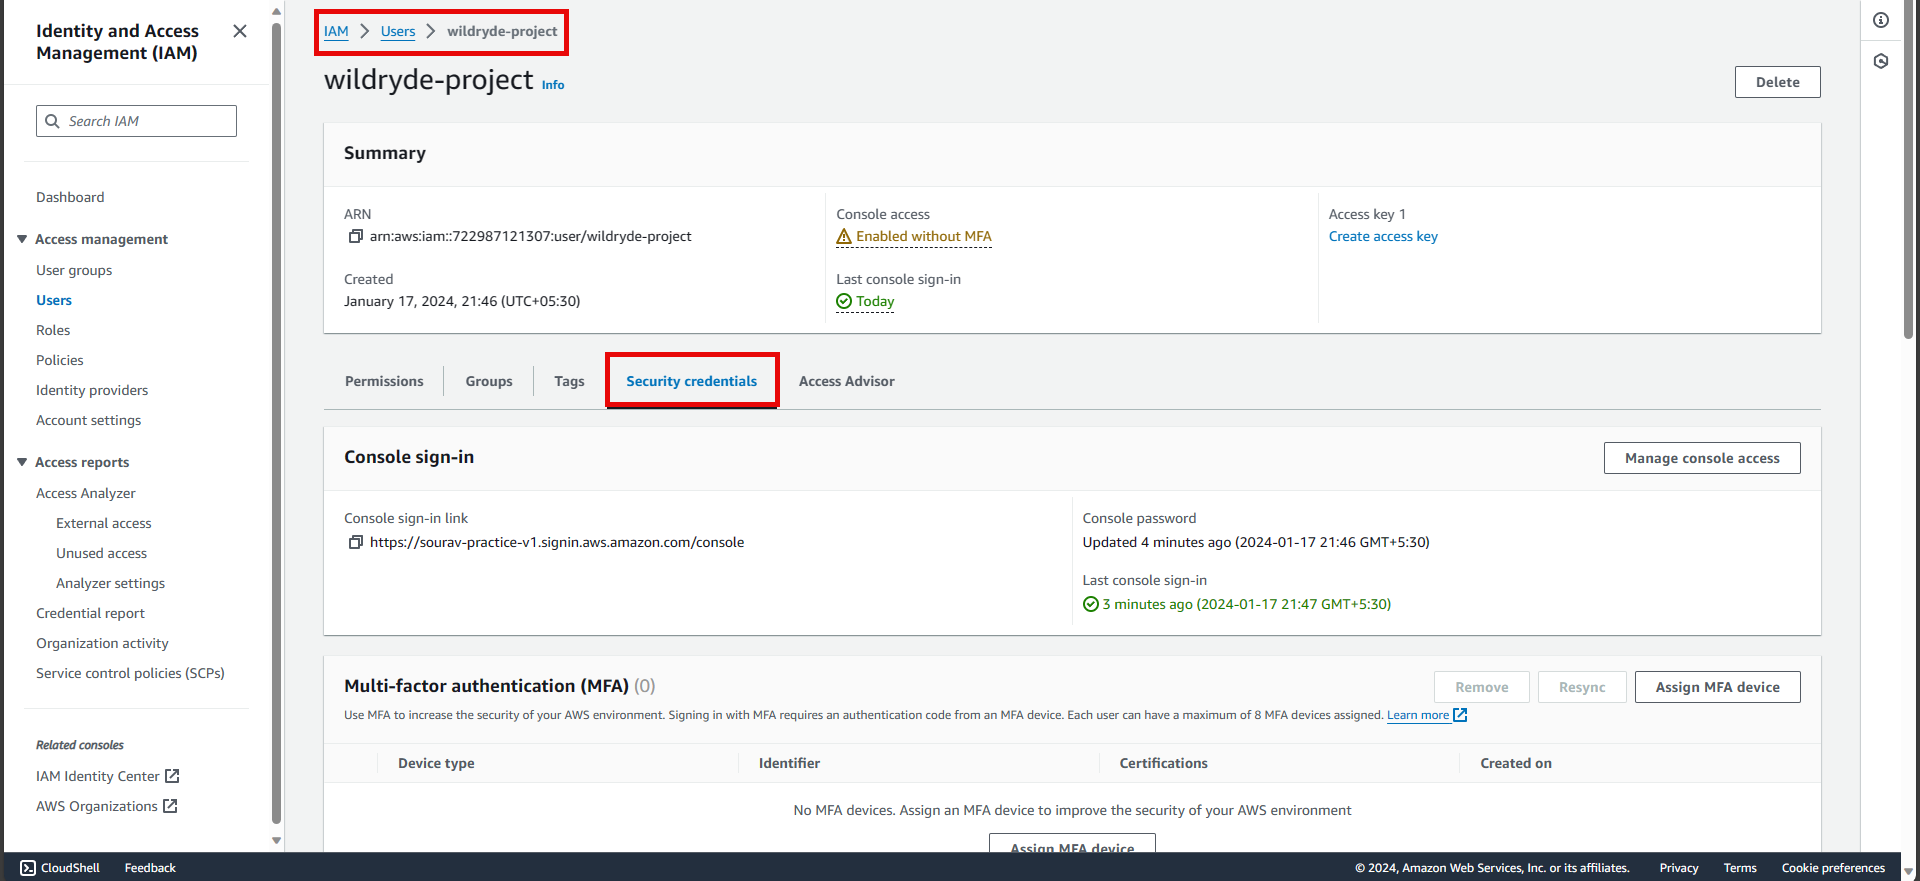 Identity and Access
Management (IAM)
Search IAM
Dashboard
Access management
User groups
Users
Roles
Policies
Identity providers
Account settings
Access reports
Access Analyzer
External access
Unused access
Analyzer settings
Credential report
Organization activity
Service control policies (SCPs)
Related consoles
IAM Identity Center
AWS Organizations
IAM > Users > wildryde-project
wildryde-project Info
Delete
Summary
ARN
arn:aws:iam::722987121307:user/wildryde-project
Created
January 17, 2024, 21:46 (UTC+05:30)
Console access
Enabled without MFA
Last console sign-in
Today
Access key 1
Create access key
Permissions Groups Tags Security credentials Access Advisor
Console sign-in
Manage console access
Console sign-in link
https://sourav-practice-v1.signin.aws.amazon.com/console
Console password
Updated 4 minutes ago (2024-01-17 21:46 GMT+5:30)
Last console sign-in
3 minutes ago (2024-01-17 21:47 GMT+5:30)
Multi-factor authentication (MFA) (0)
Remove Resync Assign MFA device
Use MFA to increase the security of your AWS environment. Signing in with MFA requires an authentication code from an MFA device. Each user can have a maximum of 8 MFA devices assigned. Learn more
Device type Identifier Certifications Created on
No MFA devices. Assign an MFA device to improve the security of your AWS environment
Assign MFA device
CloudShell Feedback © 2024, Amazon Web Services, Inc. or its affiliates. Privacy Terms Cookie preferences